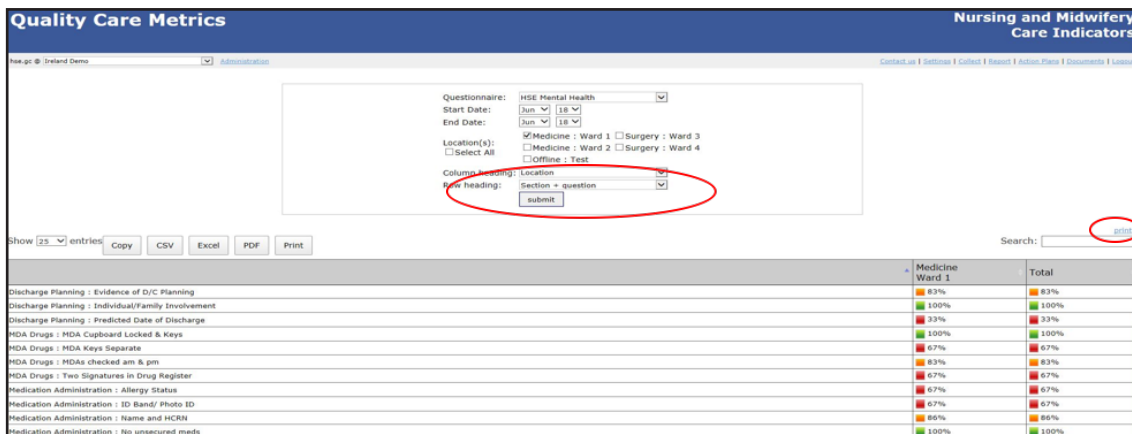 Quality Care Metrics
Nursing and Midwifery
Care Indicators
hse.gc @ Ireland Demo Administration
Contact us | Settings | Collect | Report | Action Plans | Documents | Logout
Questionnaire: HSE Mental Health
Start Date: Jun 18
End Date: Jun 18
Location(s): Medicine : Ward 1 Surgery : Ward 3
Select All Medicine : Ward 2 Surgery : Ward 4
Offline : Test
Column heading: Location
Row heading: Section + question
submit
print
Show 25 entries Copy CSV Excel PDF Print Search:
Medicine
Ward 1 Total
Discharge Planning : Evidence of D/C Planning 83% 83%
Discharge Planning : Individual/Family Involvement 100% 100%
Discharge Planning : Predicted Date of Discharge 33% 33%
MDA Drugs : MDA Cupboard Locked & Keys 100% 100%
MDA Drugs : MDA Keys Separate 67% 67%
MDA Drugs : MDAs checked am & pm 83% 83%
MDA Drugs : Two Signatures in Drug Register 67% 67%
Medication Administration : Allergy Status 67% 67%
Medication Administration : ID Band/ Photo ID 67% 67%
Medication Administration : Name and HCRN 86% 86%
Medication Administration : No unsecured meds 100% 100%